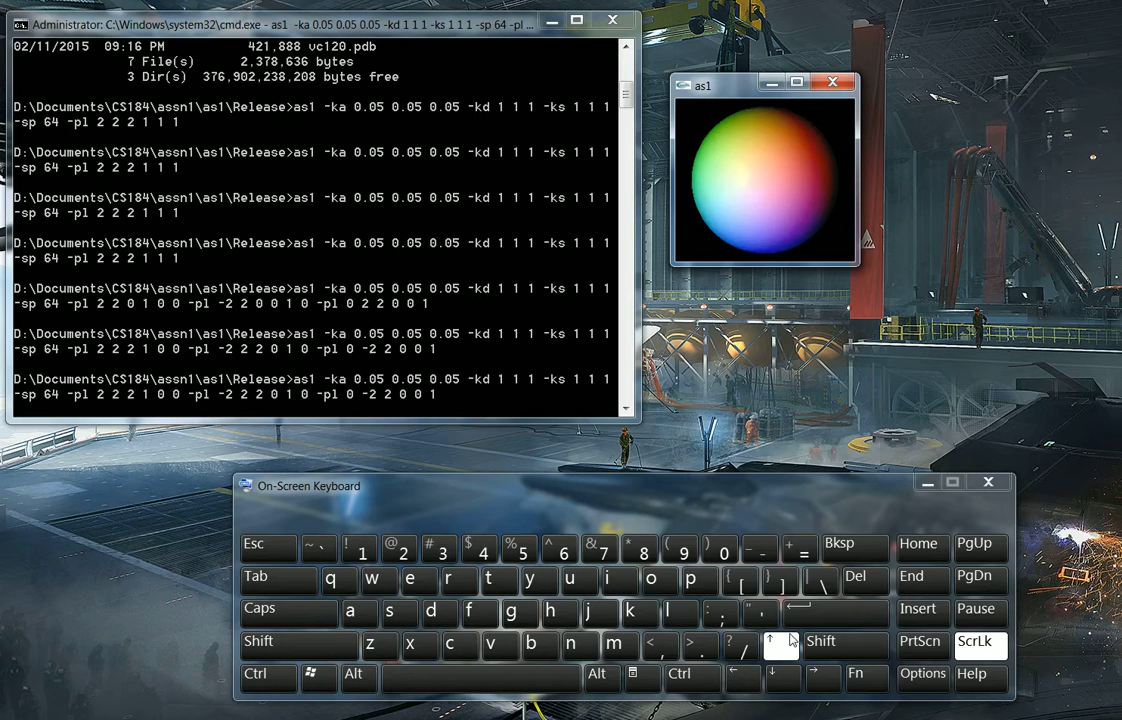 Administrator: C:\Windows\system32\cmd.exe - as1 -ka 0.05 0.05 0.05 -kd 1 1 1 -ks 1 1 1 -sp 64 -pl ...
02/11/2015  09:16 PM           421,888 vc120.pdb
7 File(s)      2,378,636 bytes
3 Dir(s)  376,902,238,208 bytes free
D:\Documents\CS184\assn1\as1\Release>as1 -ka 0.05 0.05 0.05 -kd 1 1 1 -ks 1 1 1
-sp 64 -pl 2 2 2 1 1 1
D:\Documents\CS184\assn1\as1\Release>as1 -ka 0.05 0.05 0.05 -kd 1 1 1 -ks 1 1 1
-sp 64 -pl 2 2 2 1 1 1
D:\Documents\CS184\assn1\as1\Release>as1 -ka 0.05 0.05 0.05 -kd 1 1 1 -ks 1 1 1
-sp 64 -pl 2 2 2 1 1 1
D:\Documents\CS184\assn1\as1\Release>as1 -ka 0.05 0.05 0.05 -kd 1 1 1 -ks 1 1 1
-sp 64 -pl 2 2 2 1 1 1
D:\Documents\CS184\assn1\as1\Release>as1 -ka 0.05 0.05 0.05 -kd 1 1 1 -ks 1 1 1
-sp 64 -pl 2 2 0 1 0 0 -pl -2 2 0 0 1 0 -pl 0 2 2 0 0 1
D:\Documents\CS184\assn1\as1\Release>as1 -ka 0.05 0.05 0.05 -kd 1 1 1 -ks 1 1 1
-sp 64 -pl 2 2 2 1 0 0 -pl -2 2 2 0 1 0 -pl 0 -2 2 0 0 1
D:\Documents\CS184\assn1\as1\Release>as1 -ka 0.05 0.05 0.05 -kd 1 1 1 -ks 1 1 1
-sp 64 -pl 2 2 2 1 0 0 -pl -2 2 2 0 1 0 -pl 0 -2 2 0 0 1
as1
On-Screen Keyboard
Esc ~ ` ! 1 @ 2 # 3 $ 4 % 5 ^ 6 & 7 * 8 ( 9 ) 0 _ - + = Bksp Home PgUp
Tab q w e r t y u i o p { [ } ] | \ Del End PgDn
Caps a s d f g h j k l : ; " ' Insert Pause
Shift z x c v b n m < , > . ? / ↑ Shift PrtScn ScrLk
Ctrl Alt Alt Ctrl ← ↓ → Fn Options Help